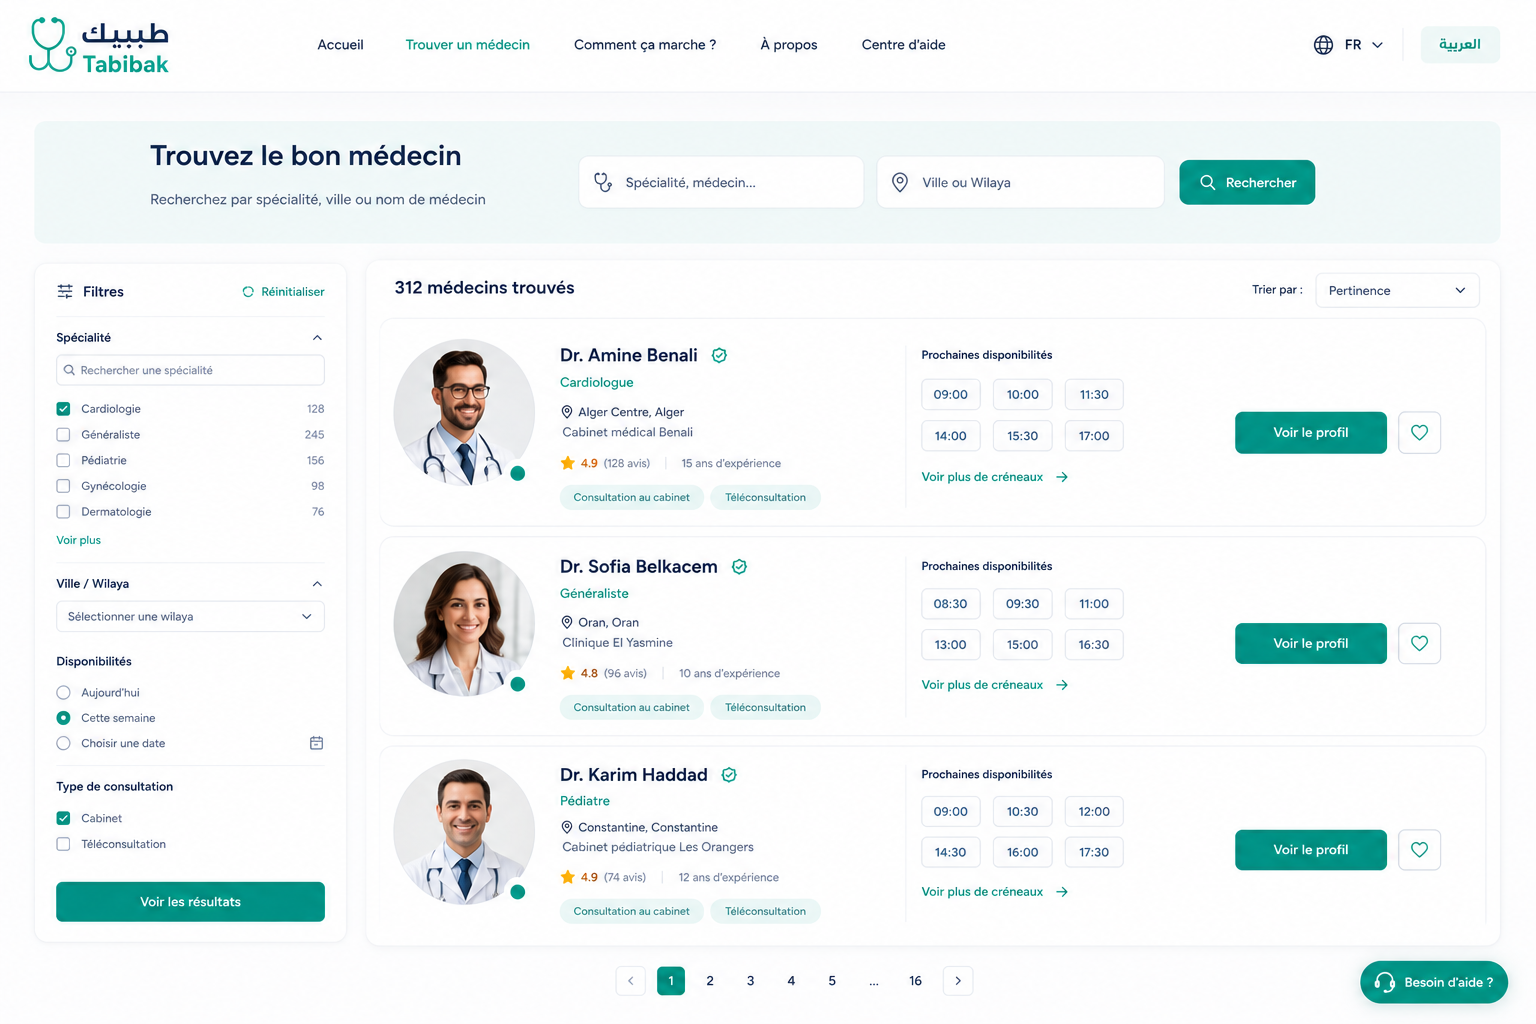 طبيبك
Tabibak
Accueil
Trouver un médecin
Comment ça marche ?
À propos
Centre d'aide
FR
العربية
Trouvez le bon médecin
Recherchez par spécialité, ville ou nom de médecin
Spécialité, médecin...
Ville ou Wilaya
Rechercher
Filtres
Réinitialiser
Spécialité
Rechercher une spécialité
Cardiologie 128
Généraliste 245
Pédiatrie 156
Gynécologie 98
Dermatologie 76
Voir plus
Ville / Wilaya
Sélectionner une wilaya
Disponibilités
Aujourd'hui
Cette semaine
Choisir une date
Type de consultation
Cabinet
Téléconsultation
Voir les résultats
312 médecins trouvés
Trier par :
Pertinence
Dr. Amine Benali
Cardiologue
Alger Centre, Alger
Cabinet médical Benali
4.9 (128 avis) 15 ans d'expérience
Consultation au cabinet Téléconsultation
Prochaines disponibilités
09:00 10:00 11:30
14:00 15:30 17:00
Voir plus de créneaux
Voir le profil
Dr. Sofia Belkacem
Généraliste
Oran, Oran
Clinique El Yasmine
4.8 (96 avis) 10 ans d'expérience
Consultation au cabinet Téléconsultation
Prochaines disponibilités
08:30 09:30 11:00
13:00 15:00 16:30
Voir plus de créneaux
Voir le profil
Dr. Karim Haddad
Pédiatre
Constantine, Constantine
Cabinet pédiatrique Les Orangers
4.9 (74 avis) 12 ans d'expérience
Consultation au cabinet Téléconsultation
Prochaines disponibilités
09:00 10:30 12:00
14:30 16:00 17:30
Voir plus de créneaux
Voir le profil
1 2 3 4 5 ... 16
Besoin d'aide ?